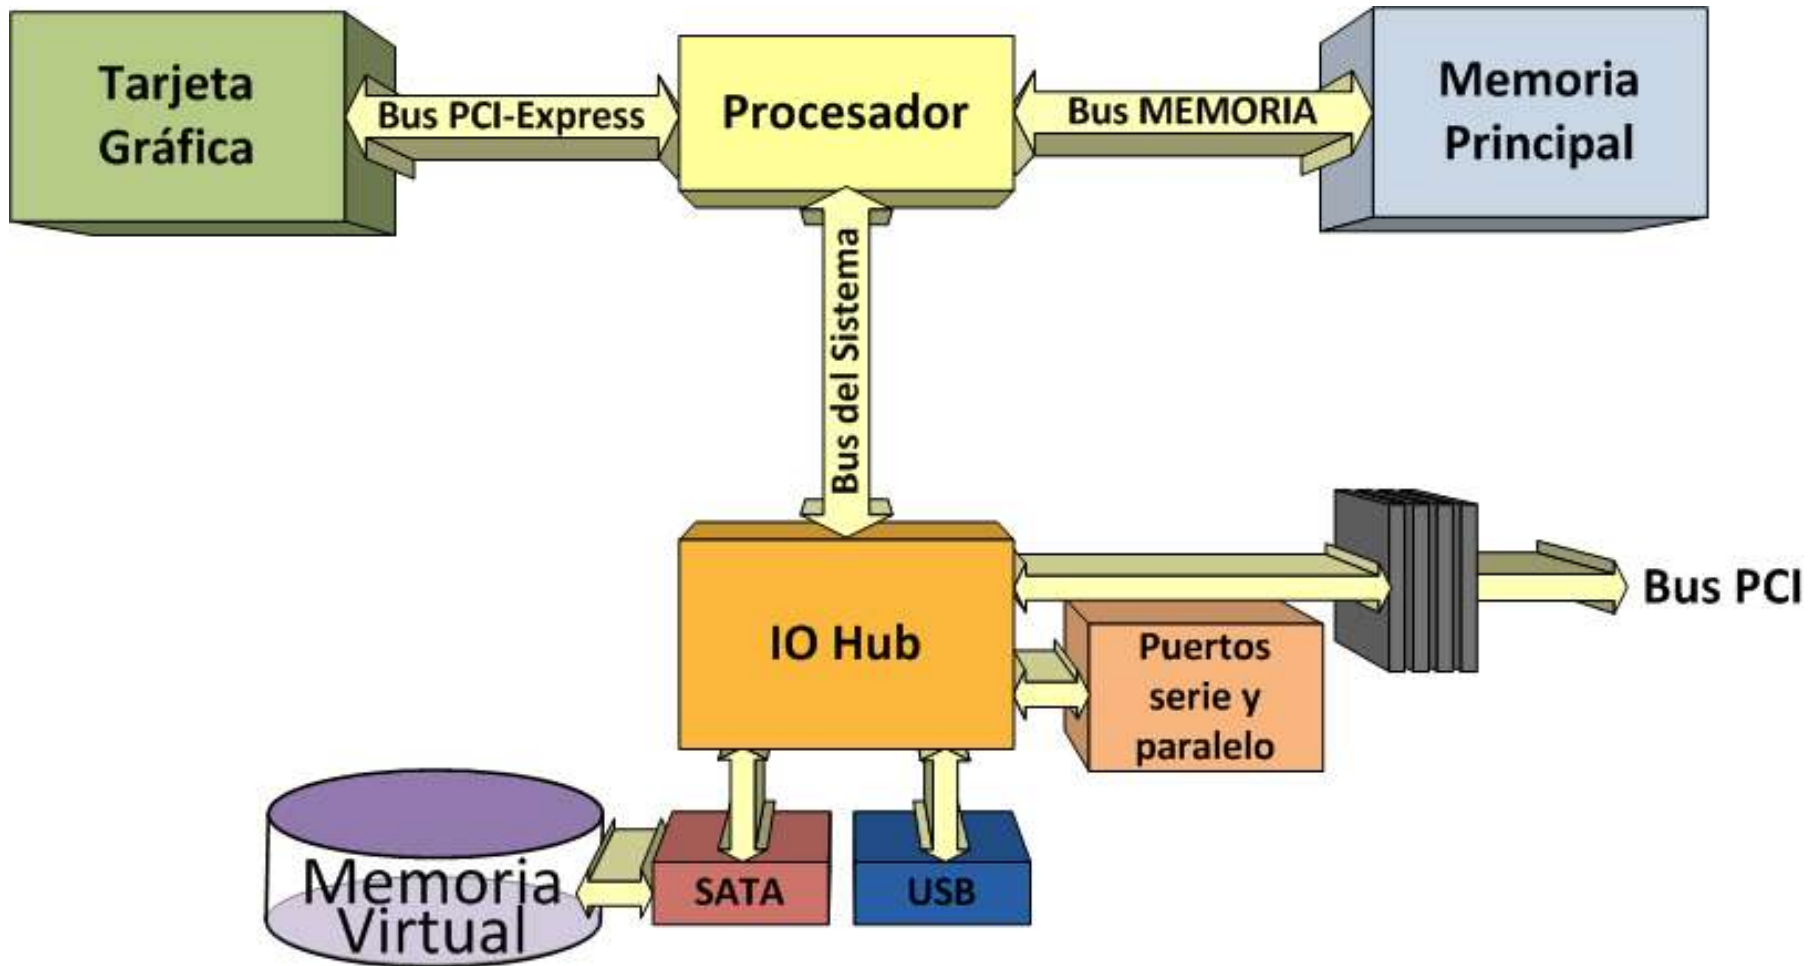 Tarjeta
Gráfica
Bus PCI-Express
Procesador
Bus MEMORIA
Memoria
Principal
Bus del Sistema
IO Hub
Bus PCI
Puertos
serie y
paralelo
Memoria
Virtual
SATA
USB